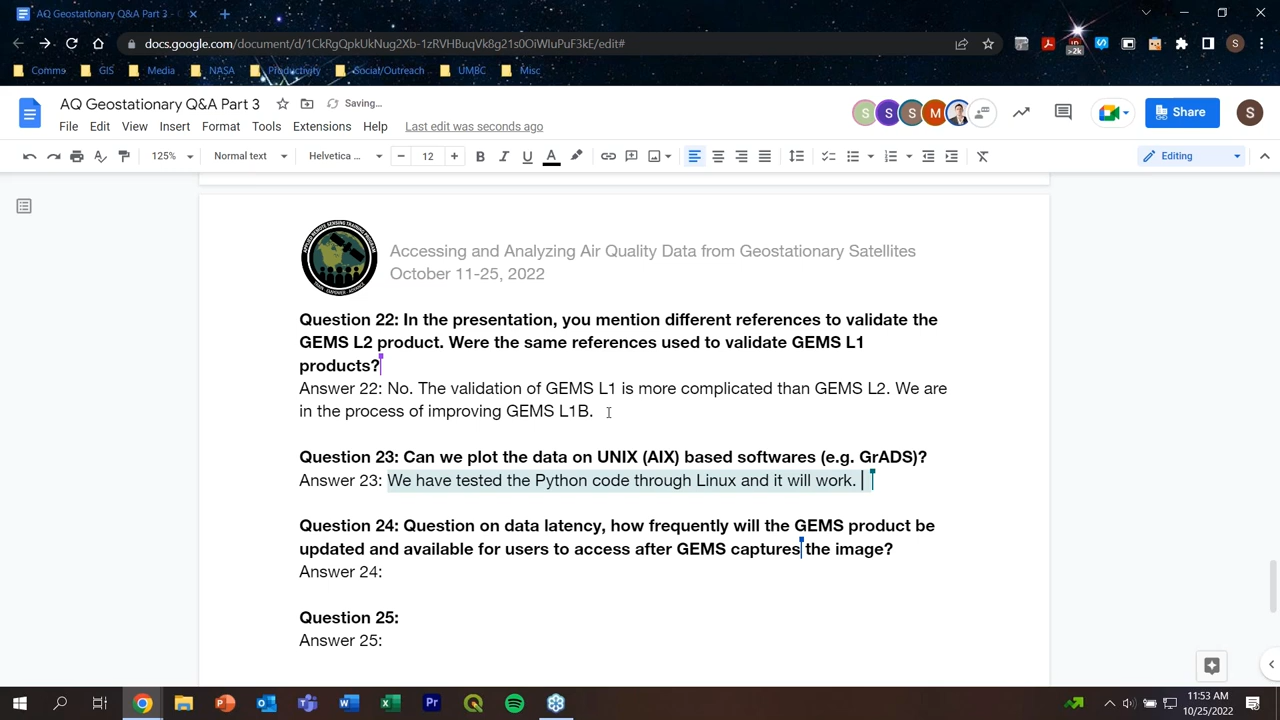 AQ Geostationary Q&A Part 3 -
docs.google.com/document/d/1CkRgQpkUkNug2Xb-1zRVHBuqVk8g21s0OiWIuPuF3kE/edit#
>2k
S
Comms
GIS
Media
NASA
Productivity
Social/Outreach
UMBC
Misc
AQ Geostationary Q&A Part 3
Saving...
S
S
S
M
Share
S
File
Edit
View
Insert
Format
Tools
Extensions
Help
Last edit was seconds ago
125%
Normal text
Helvetica ...
12
B
I
U
A
Editing
Accessing and Analyzing Air Quality Data from Geostationary Satellites
October 11-25, 2022
Question 22: In the presentation, you mention different references to validate the
GEMS L2 product. Were the same references used to validate GEMS L1
products?
Answer 22: No. The validation of GEMS L1 is more complicated than GEMS L2. We are
in the process of improving GEMS L1B.
Question 23: Can we plot the data on UNIX (AIX) based softwares (e.g. GrADS)?
Answer 23: We have tested the Python code through Linux and it will work.
Question 24: Question on data latency, how frequently will the GEMS product be
updated and available for users to access after GEMS captures the image?
Answer 24:
Question 25:
Answer 25:
11:53 AM
10/25/2022